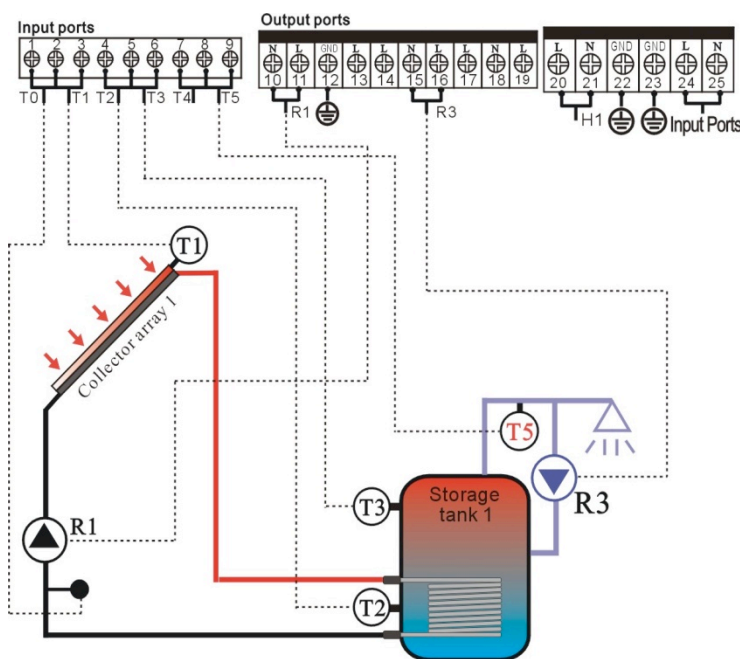 Input ports
1 2 3 4 5 6 7 8 9
T0 T1 T2 T3 T4 T5
Output ports
N L GND L L N L L N L
10 11 12 13 14 15 16 17 18 19
R1 R3
L N GND GND L N
20 21 22 23 24 25
H1 Input Ports
T1
Collector array 1
T5
R3
T3
Storage
tank 1
R1
T2